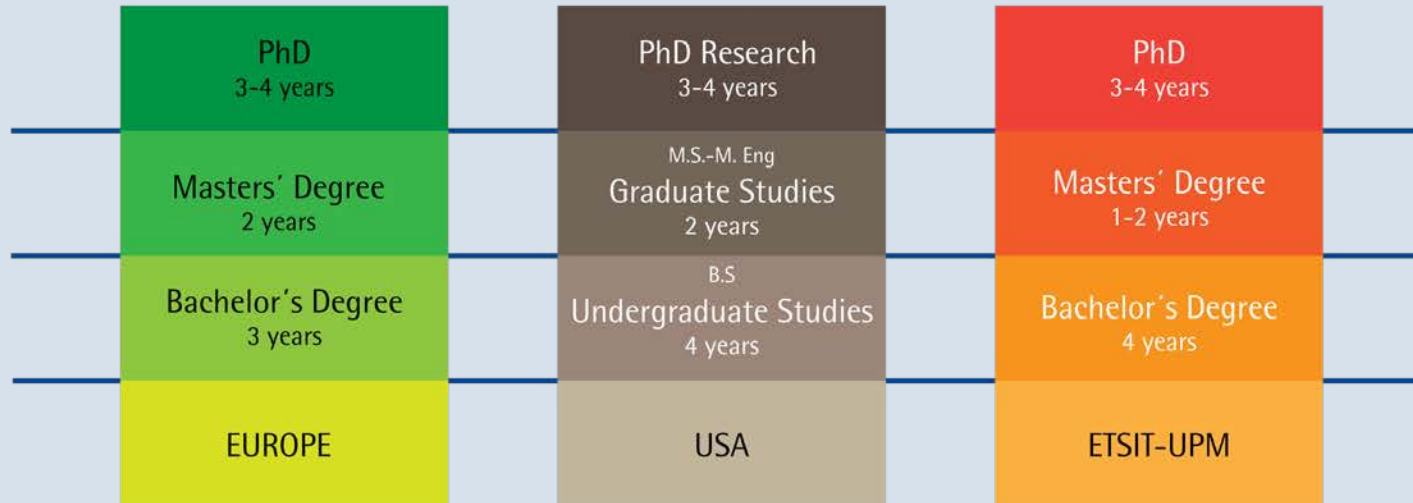 PhD
3-4 years
Masters´ Degree
2 years
Bachelor´s Degree
3 years
EUROPE
PhD Research
3-4 years
M.S.-M. Eng
Graduate Studies
2 years
B.S
Undergraduate Studies
4 years
USA
PhD
3-4 years
Masters´ Degree
1-2 years
Bachelor´s Degree
4 years
ETSIT-UPM